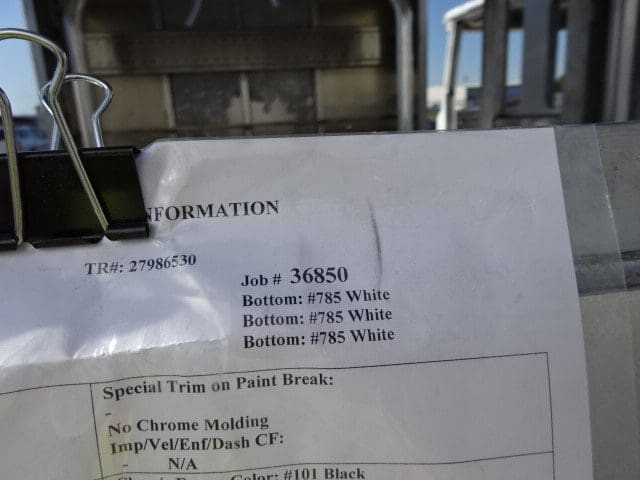 NFORMATION
TR#: 27986530
Job # 36850
Bottom: #785 White
Bottom: #785 White
Bottom: #785 White
Special Trim on Paint Break:
-
No Chrome Molding
Imp/Vel/Enf/Dash CF:
- N/A
Color: #101 Black